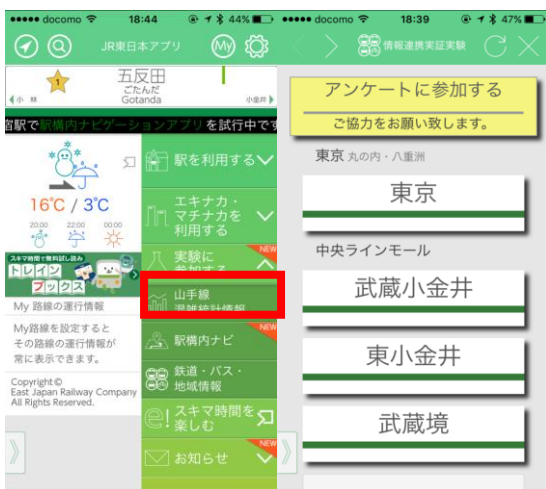 docomo 18:44 44%
JR東日本アプリ My
1
五反田
ごたんだ
Gotanda
小井
宿駅で駅構内ナビゲーションアプリを試行中です
16℃ / 3℃
20:00 22:00 00:00
スキマ時間で無料試し読み
トレイン
ブックス
My 路線の運行情報
My路線を設定すると
その路線の運行情報が
常に表示できます。
Copyright©
East Japan Railway Company
All Rights Reserved.
駅を利用する
エキナカ・
マチナカを
利用する
NEW
実験に
参加する
山手線
混雑統計情報
NEW
駅構内ナビ
鉄道・バス・
地域情報
スキマ時間を
楽しむ
NEW
お知らせ
docomo 18:39 47%
情報連携実証実験
アンケートに参加する
ご協力をお願い致します。
東京 丸の内・八重洲
東京
中央ラインモール
武蔵小金井
東小金井
武蔵境